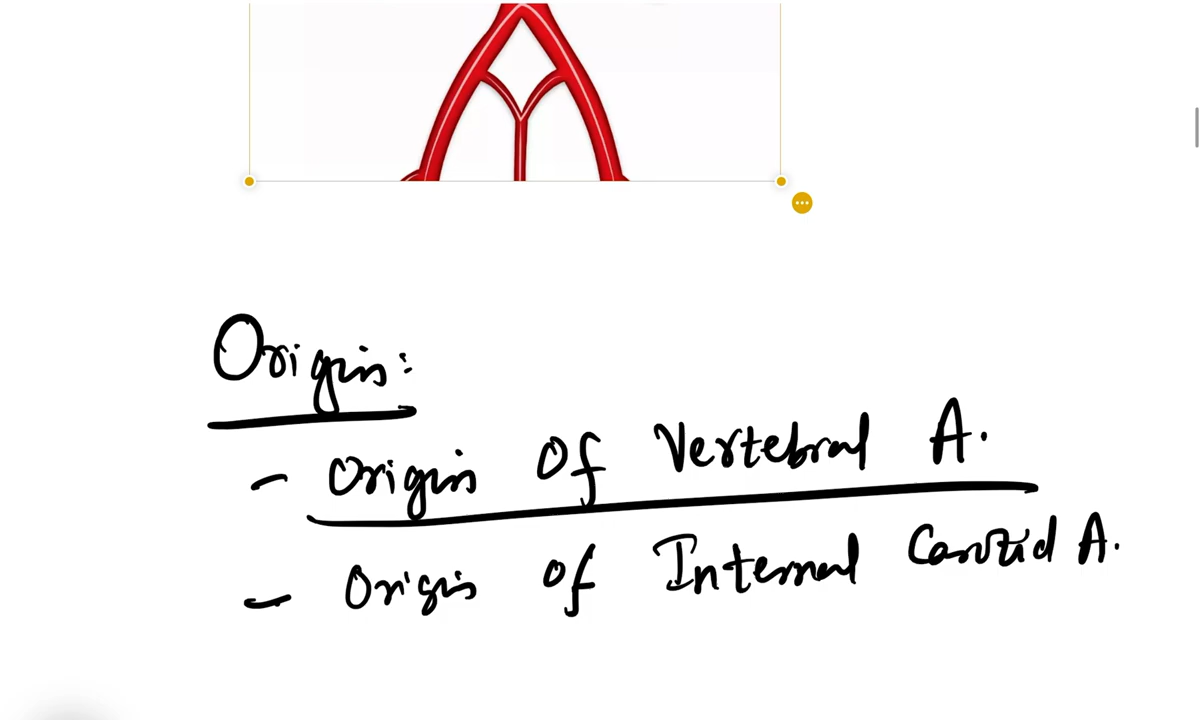 Origin:
- Origin Of Vertebral A.
- Origin of Internal Carotid A.